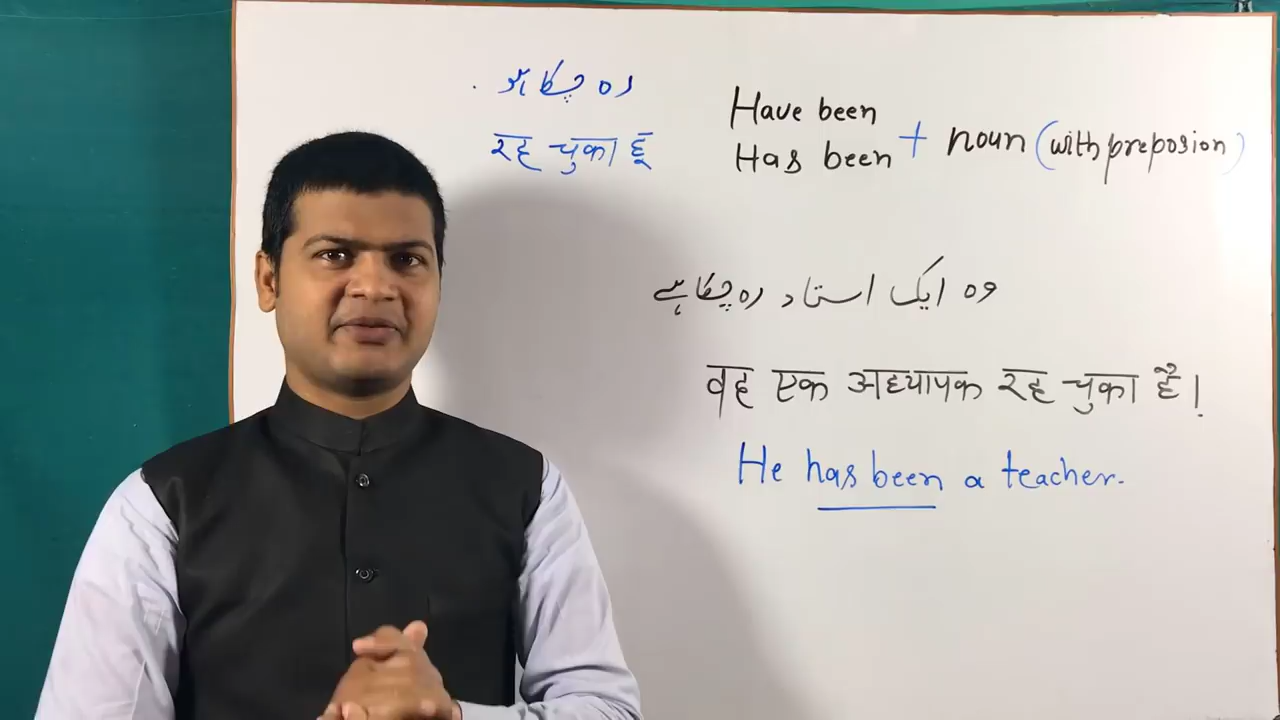 رہ چکا ہو
रह चुका हूँ
Have been
Has been + noun (with preposion)
وہ ایک استاد رہ چکا ہے
वह एक अध्यापक रह चुका है।
He has been a teacher.